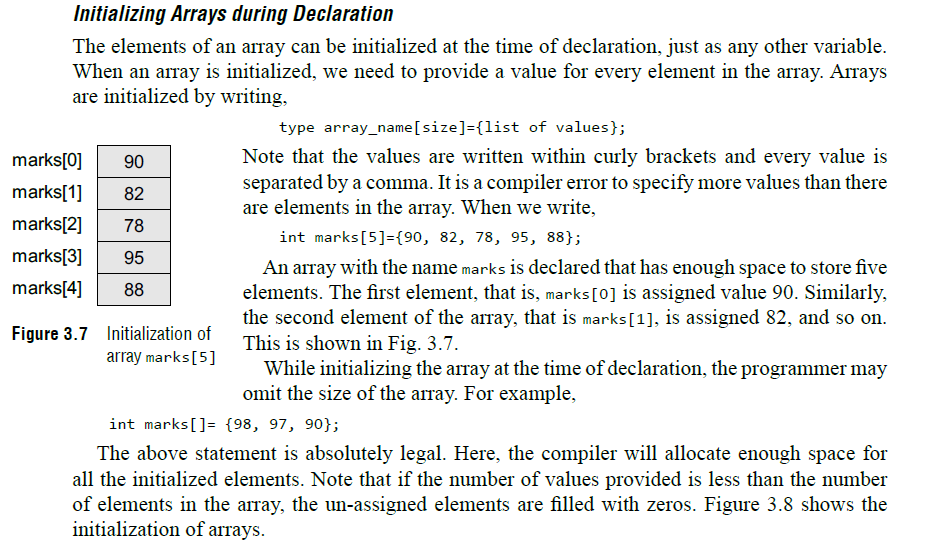 Initializing Arrays during Declaration
The elements of an array can be initialized at the time of declaration, just as any other variable.
When an array is initialized, we need to provide a value for every element in the array. Arrays
are initialized by writing,
type array_name[size]={list of values};
marks[0] 90
marks[1] 82
marks[2] 78
marks[3] 95
marks[4] 88
Figure 3.7 Initialization of
array marks[5]
Note that the values are written within curly brackets and every value is
separated by a comma. It is a compiler error to specify more values than there
are elements in the array. When we write,
int marks[5]={90, 82, 78, 95, 88};
An array with the name marks is declared that has enough space to store five
elements. The first element, that is, marks[0] is assigned value 90. Similarly,
the second element of the array, that is marks[1], is assigned 82, and so on.
This is shown in Fig. 3.7.
While initializing the array at the time of declaration, the programmer may
omit the size of the array. For example,
int marks[]= {98, 97, 90};
The above statement is absolutely legal. Here, the compiler will allocate enough space for
all the initialized elements. Note that if the number of values provided is less than the number
of elements in the array, the un-assigned elements are filled with zeros. Figure 3.8 shows the
initialization of arrays.